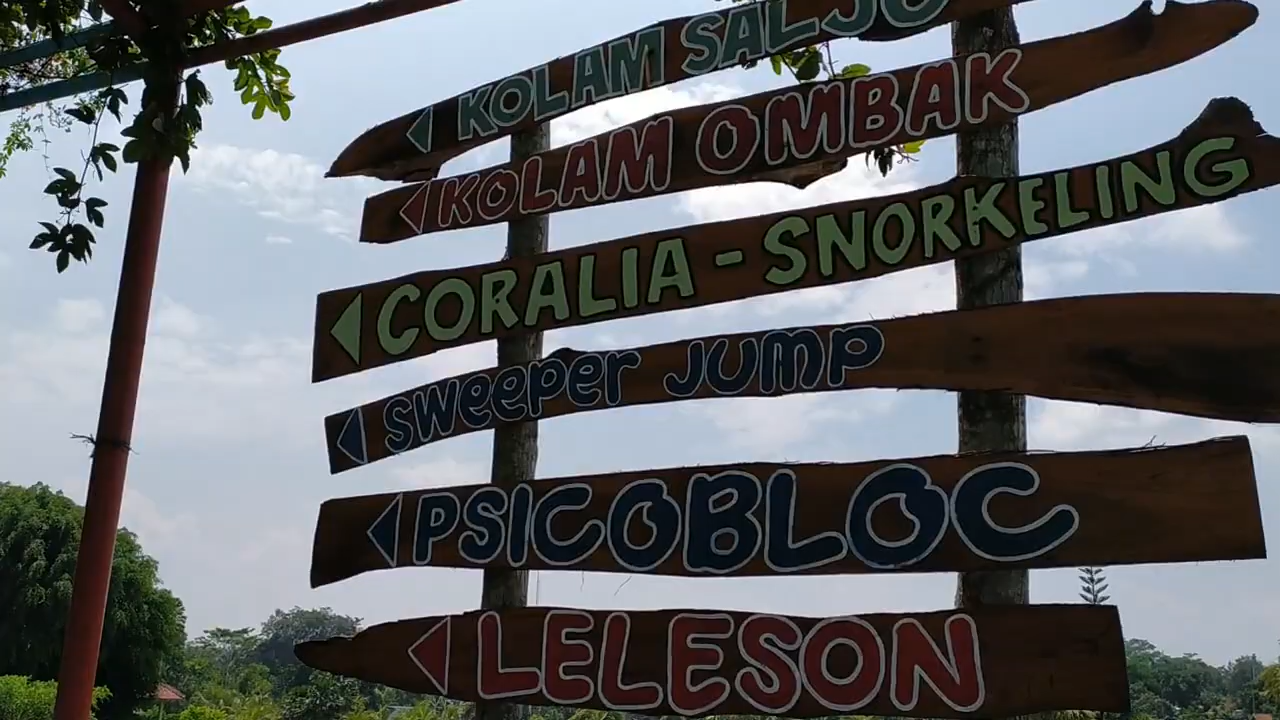 KOLAM SALJU
KOLAM OMBAK
CORALIA - SNORKELING
SWeePer JUMP
PSICOBLOC
LELESON